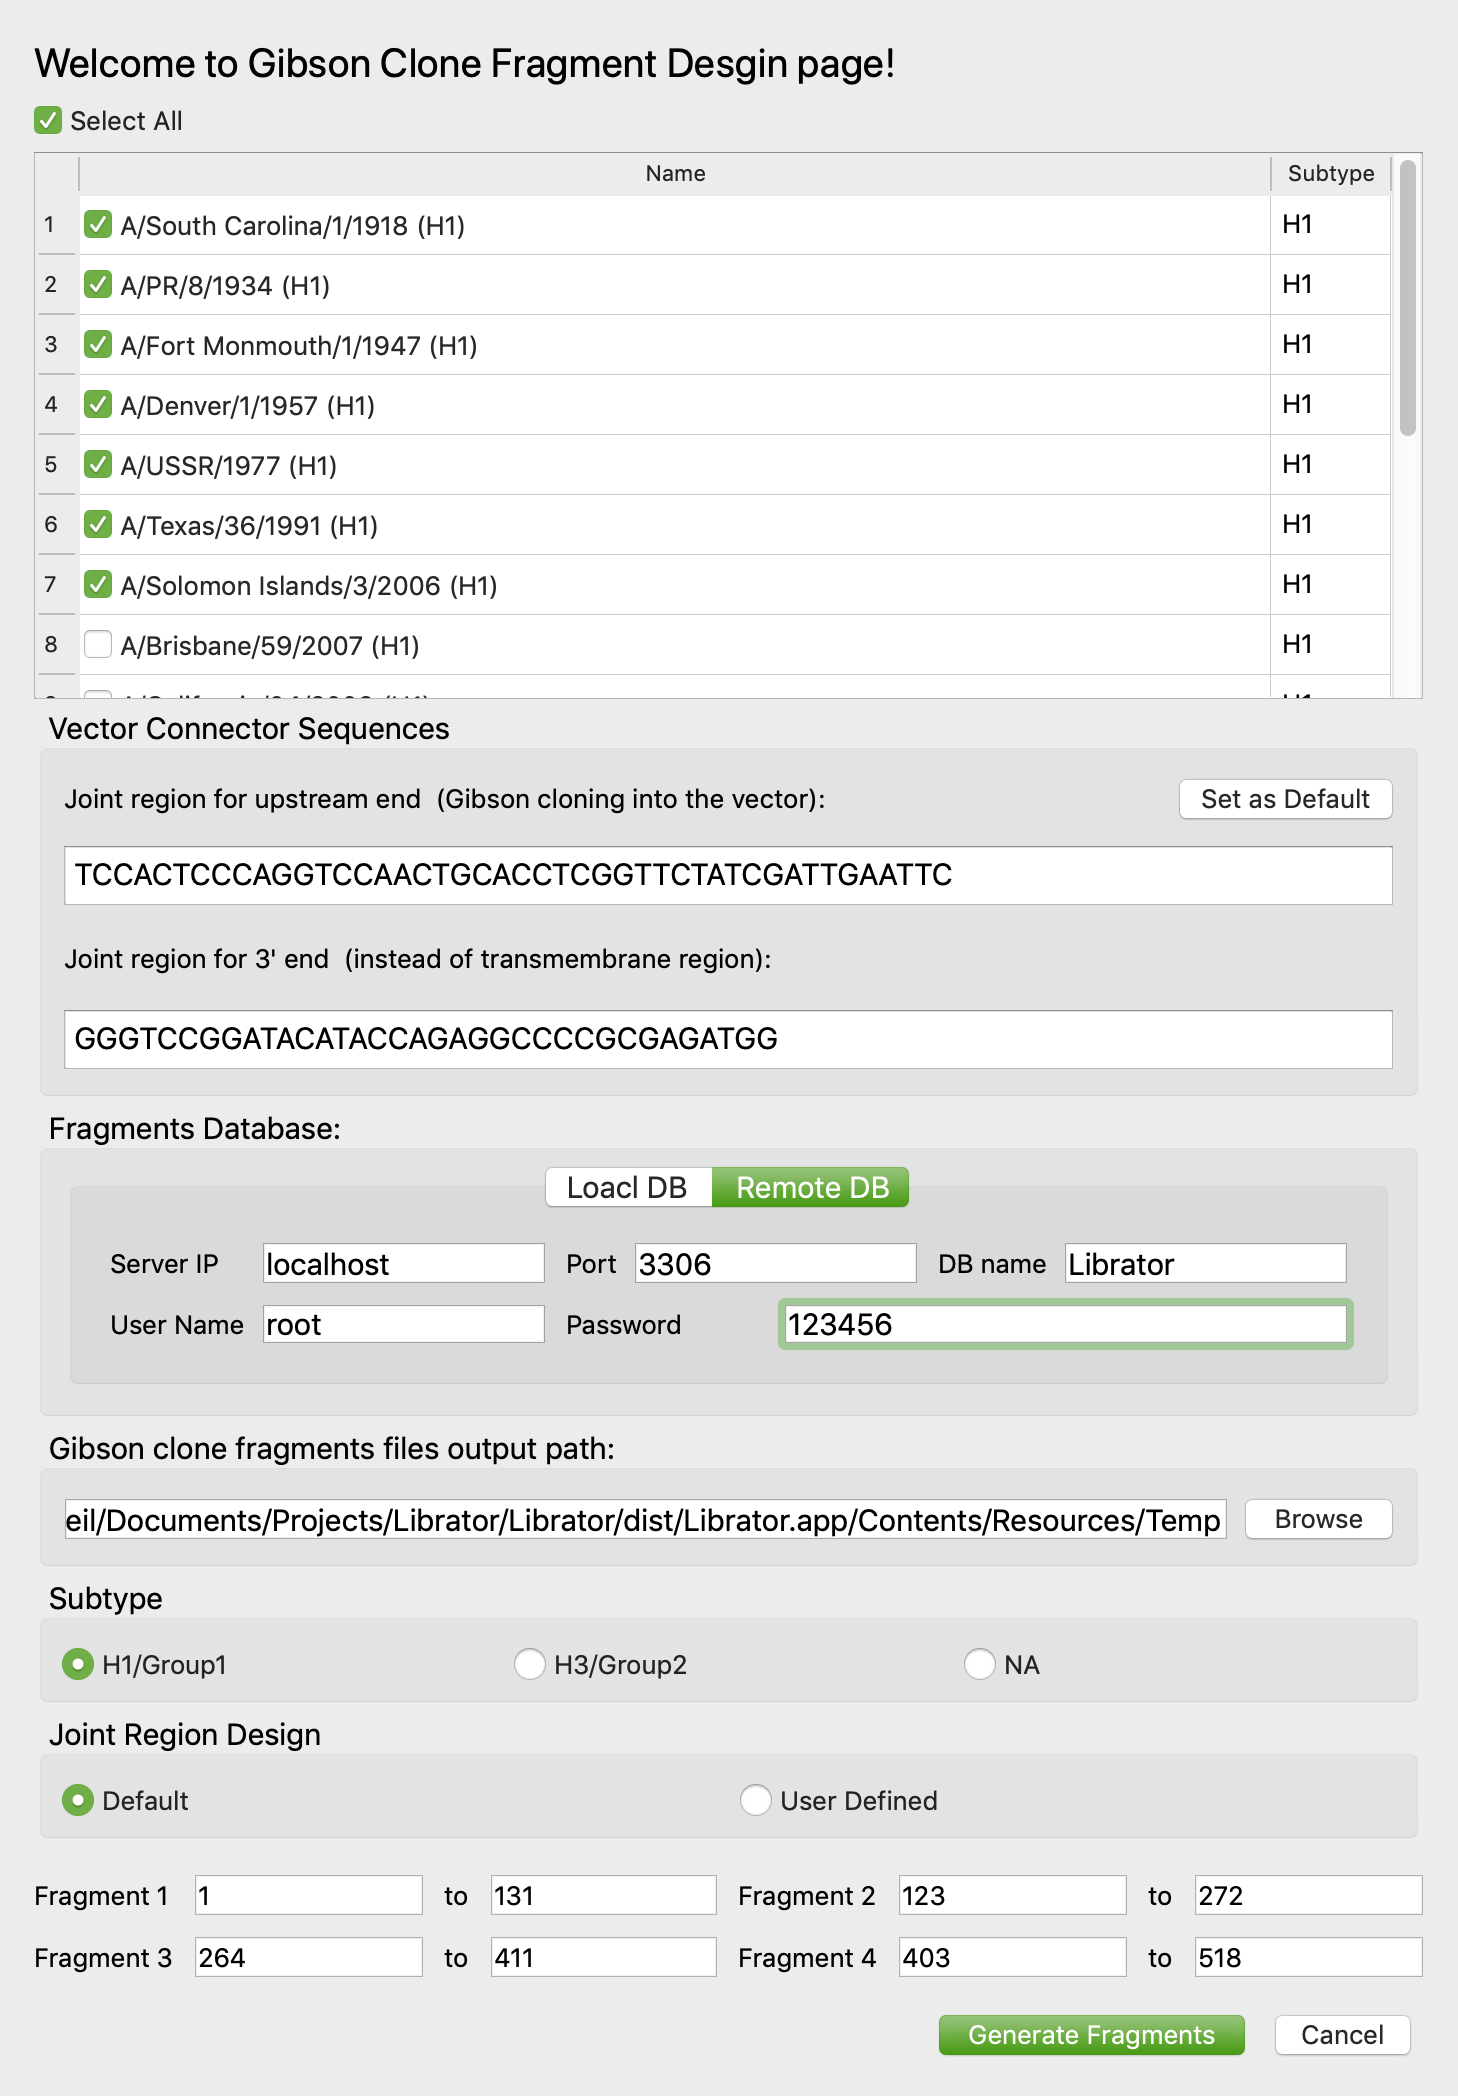 Welcome to Gibson Clone Fragment Desgin page!
Select All
Name Subtype
1 A/South Carolina/1/1918 (H1) H1
2 A/PR/8/1934 (H1) H1
3 A/Fort Monmouth/1/1947 (H1) H1
4 A/Denver/1/1957 (H1) H1
5 A/USSR/1977 (H1) H1
6 A/Texas/36/1991 (H1) H1
7 A/Solomon Islands/3/2006 (H1) H1
8 A/Brisbane/59/2007 (H1) H1
Vector Connector Sequences
Joint region for upstream end (Gibson cloning into the vector): Set as Default
TCCACTCCCAGGTCCAACTGCACCTCGGTTCTATCGATTGAATTC
Joint region for 3' end (instead of transmembrane region):
GGGTCCGGATACATACCAGAGGCCCCGCGAGATGG
Fragments Database:
Loacl DB Remote DB
Server IP localhost Port 3306 DB name Librator
User Name root Password 123456
Gibson clone fragments files output path:
eil/Documents/Projects/Librator/Librator/dist/Librator.app/Contents/Resources/Temp Browse
Subtype
H1/Group1 H3/Group2 NA
Joint Region Design
Default User Defined
Fragment 1 1 to 131 Fragment 2 123 to 272
Fragment 3 264 to 411 Fragment 4 403 to 518
Generate Fragments Cancel